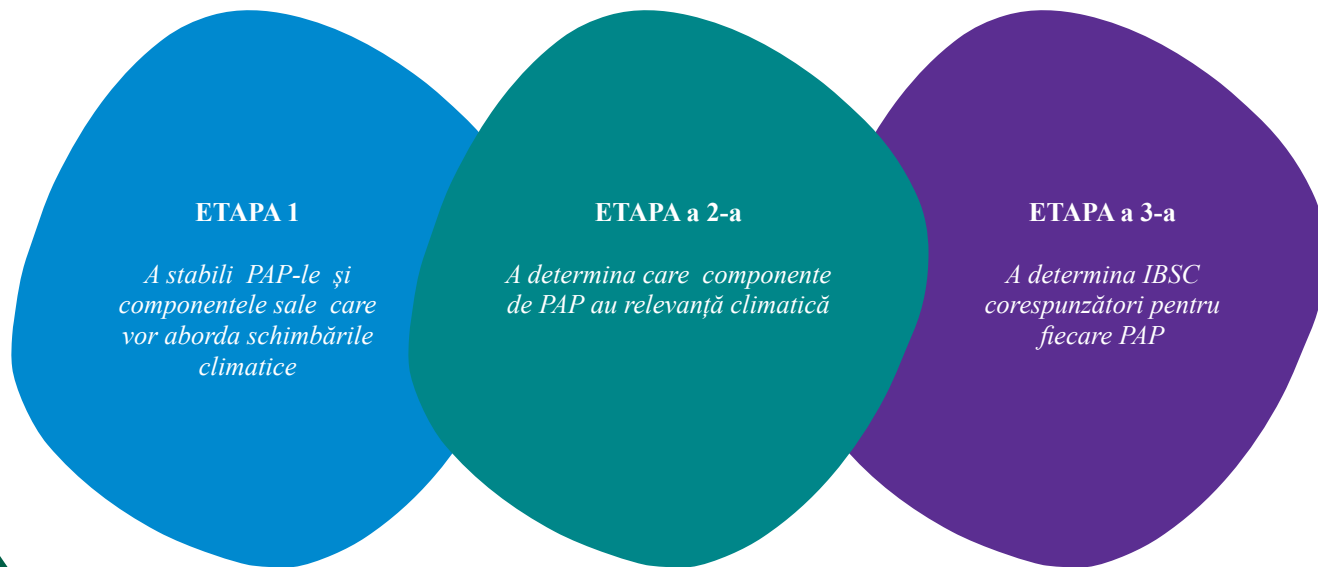 ETAPA 1
A stabili PAP-le și
componentele sale care
vor aborda schimbările
climatice
ETAPA a 2-a
A determina care componente
de PAP au relevanță climatică
ETAPA a 3-a
A determina IBSC
corespunzători pentru
fiecare PAP